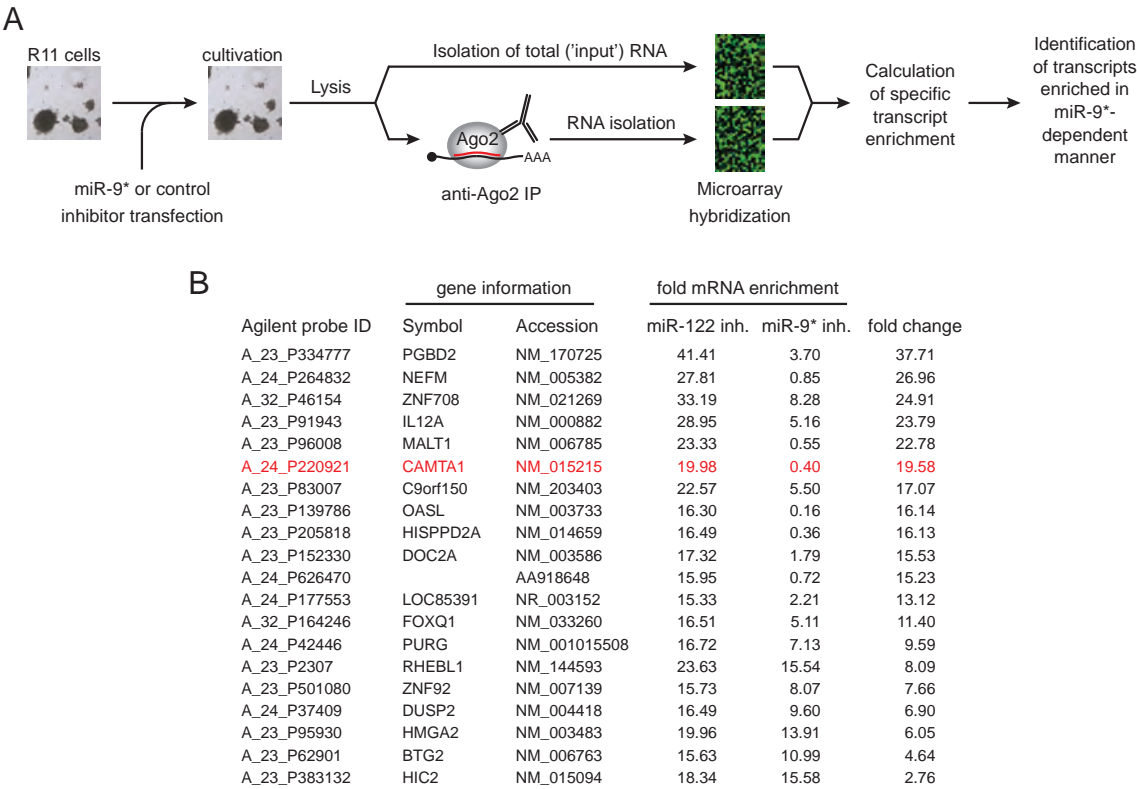 A
R11 cells
cultivation
Lysis
miR-9* or control
inhibitor transfection
Isolation of total ('input') RNA
Ago2
AAA
anti-Ago2 IP
RNA isolation
Microarray
hybridization
Calculation
of specific
transcript
enrichment
Identification
of transcripts
enriched in
miR-9*-
dependent
manner
B
gene information fold mRNA enrichment
Agilent probe ID Symbol Accession miR-122 inh. miR-9* inh. fold change
A_23_P334777 PGBD2 NM_170725 41.41 3.70 37.71
A_24_P264832 NEFM NM_005382 27.81 0.85 26.96
A_32_P46154 ZNF708 NM_021269 33.19 8.28 24.91
A_23_P91943 IL12A NM_000882 28.95 5.16 23.79
A_23_P96008 MALT1 NM_006785 23.33 0.55 22.78
A_24_P220921 CAMTA1 NM_015215 19.98 0.40 19.58
A_23_P83007 C9orf150 NM_203403 22.57 5.50 17.07
A_23_P139786 OASL NM_003733 16.30 0.16 16.14
A_23_P205818 HISPPD2A NM_014659 16.49 0.36 16.13
A_23_P152330 DOC2A NM_003586 17.32 1.79 15.53
A_24_P626470 AA918648 15.95 0.72 15.23
A_24_P177553 LOC85391 NR_003152 15.33 2.21 13.12
A_32_P164246 FOXQ1 NM_033260 16.51 5.11 11.40
A_24_P42446 PURG NM_001015508 16.72 7.13 9.59
A_23_P2307 RHEBL1 NM_144593 23.63 15.54 8.09
A_23_P501080 ZNF92 NM_007139 15.73 8.07 7.66
A_24_P37409 DUSP2 NM_004418 16.49 9.60 6.90
A_23_P95930 HMGA2 NM_003483 19.96 13.91 6.05
A_23_P62901 BTG2 NM_006763 15.63 10.99 4.64
A_23_P383132 HIC2 NM_015094 18.34 15.58 2.76